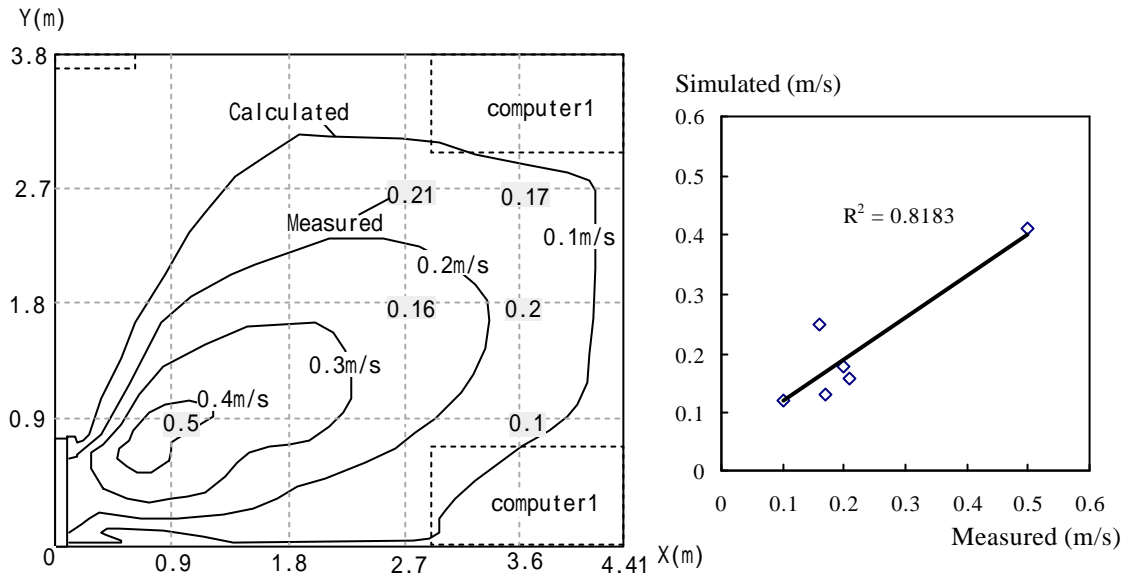 Y(m)
3.8
2.7
1.8
0.9
0
0.9
1.8
2.7
3.6
4.41
X(m)
Calculated
computer1
0.21
0.17
Measured
0.1m/s
0.2m/s
0.16
0.2
0.3m/s
0.4m/s
0.5
0.1
computer1
Simulated (m/s)
0.6
0.5
0.4
0.3
0.2
0.1
0
R² = 0.8183
0
0.1
0.2
0.3
0.4
0.5
0.6
Measured (m/s)